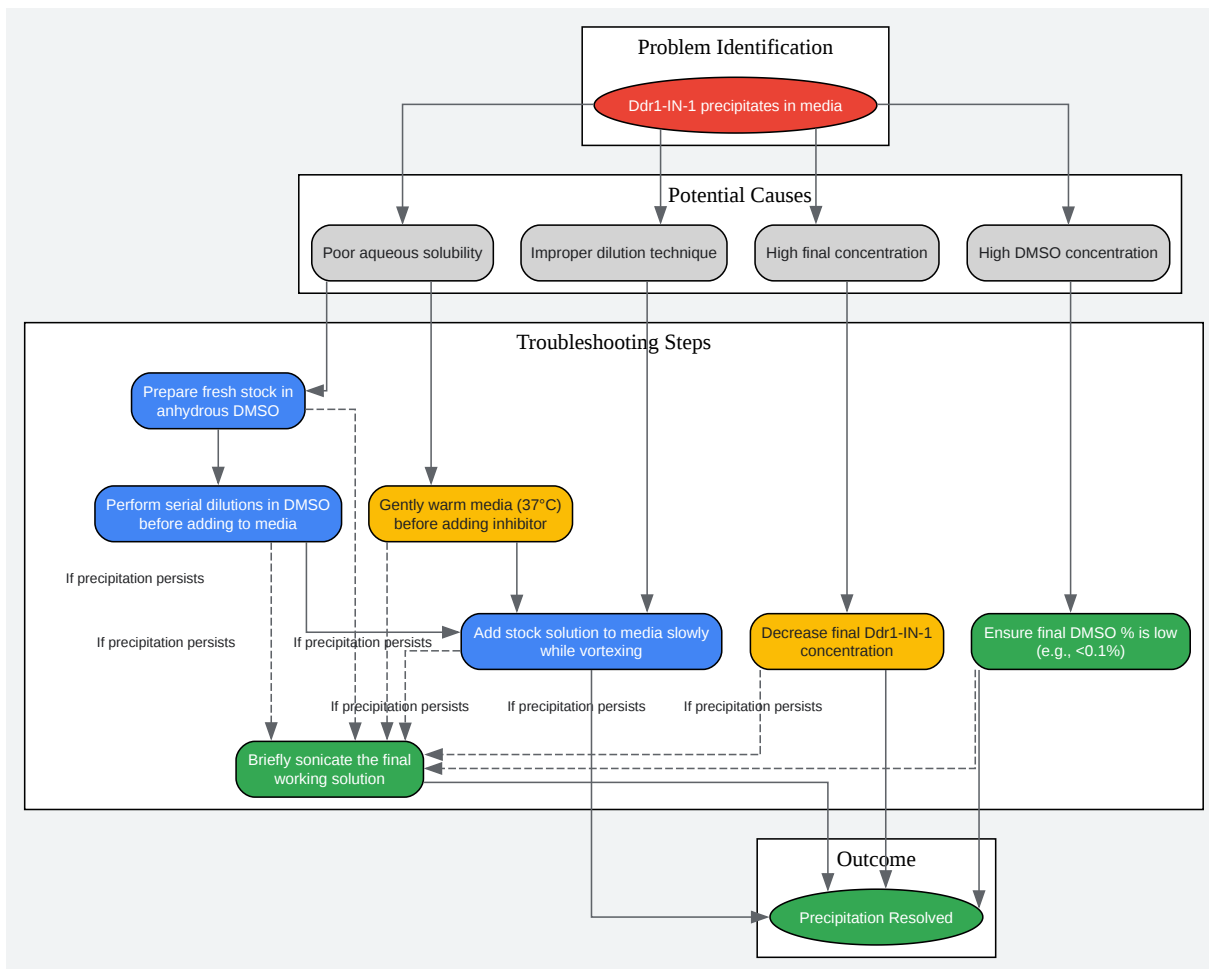 Problem Identification
Ddr1-IN-1 precipitates in media
Potential Causes
Poor aqueous solubility
Improper dilution technique
High final concentration
High DMSO concentration
Troubleshooting Steps
Prepare fresh stock in
anhydrous DMSO
Perform serial dilutions in DMSO
before adding to media
Gently warm media (37°C)
before adding inhibitor
If precipitation persists
If precipitation persists
If precipitation persists
Add stock solution to media slowly
while vortexing
Decrease final Ddr1-IN-1
concentration
Ensure final DMSO % is low
(e.g., <0.1%)
If precipitation persists
If precipitation persists
If precipitation persists
Briefly sonicate the final
working solution
Outcome
Precipitation Resolved